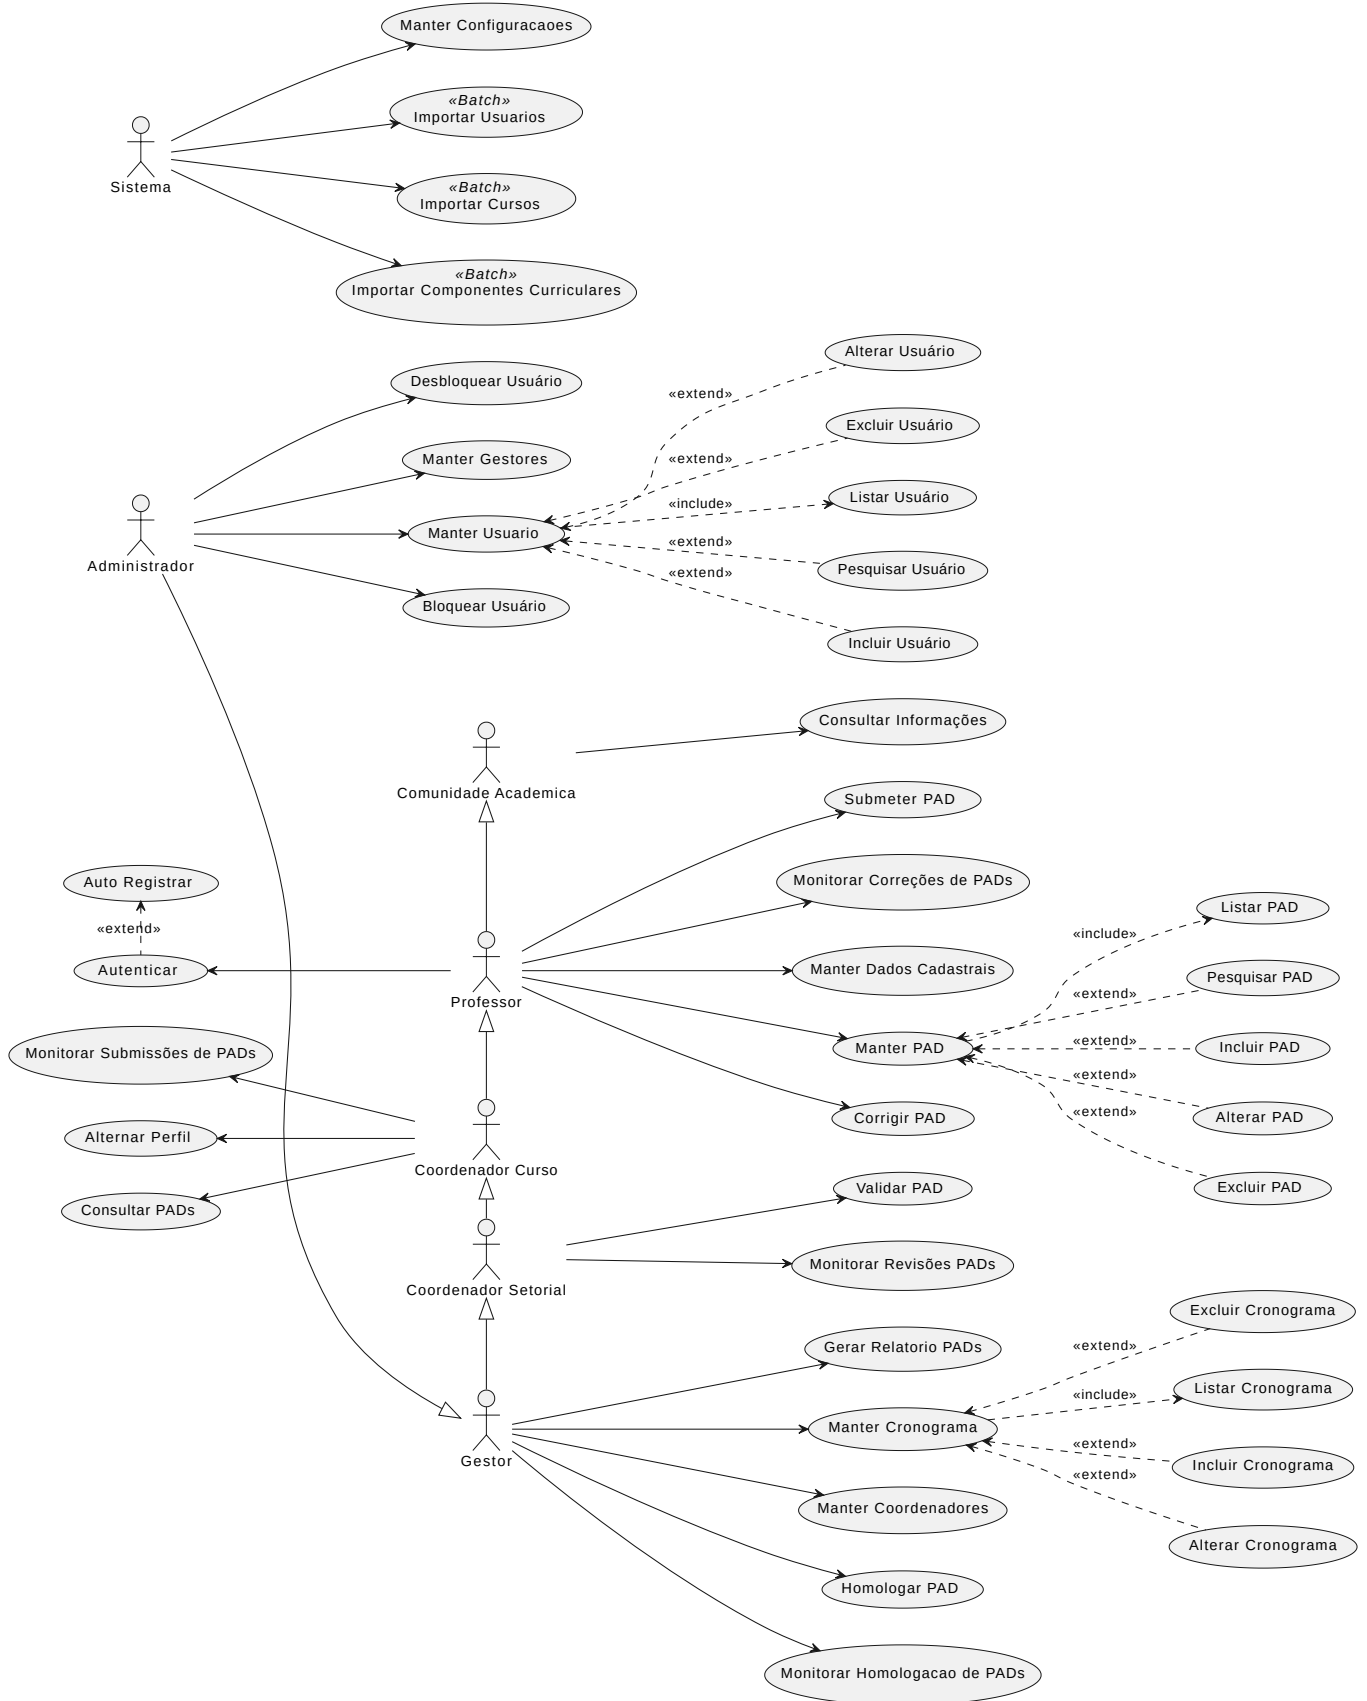 Manter Configuracaoes
«Batch»
Importar Usuarios
Sistema
«Batch»
Importar Cursos
«Batch»
Importar Componentes Curriculares
Alterar Usuário
Desbloquear Usuário
«extend»
Excluir Usuário
Manter Gestores
«extend»
Listar Usuário
«include»
Manter Usuario
«extend»
Administrador
Pesquisar Usuário
«extend»
Bloquear Usuário
Incluir Usuário
Consultar Informações
Comunidade Academica
Submeter PAD
Auto Registrar
Monitorar Correções de PADs
Listar PAD
«extend»
«include»
Autenticar
Manter Dados Cadastrais
Pesquisar PAD
«extend»
Professor
«extend»
Incluir PAD
Monitorar Submissões de PADs
Manter PAD
«extend»
«extend»
Alterar PAD
Corrigir PAD
Alternar Perfil
Coordenador Curso
Validar PAD
Excluir PAD
Consultar PADs
Monitorar Revisões PADs
Coordenador Setorial
Excluir Cronograma
Gerar Relatorio PADs
«extend»
Listar Cronograma
«include»
Manter Cronograma
«extend»
Gestor
Incluir Cronograma
«extend»
Manter Coordenadores
Alterar Cronograma
Homologar PAD
Monitorar Homologacao de PADs